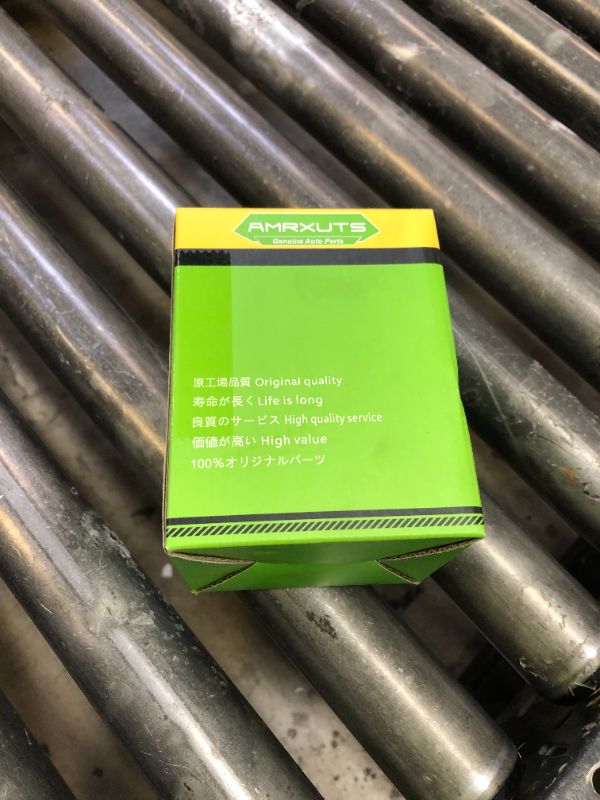 AMRXUTS
Genuine Auto Parts
原工場品質 Original quality
寿命が長く Life is long
良質のサービス High quality service
価値が高い High value
100%オリジナルパーツ